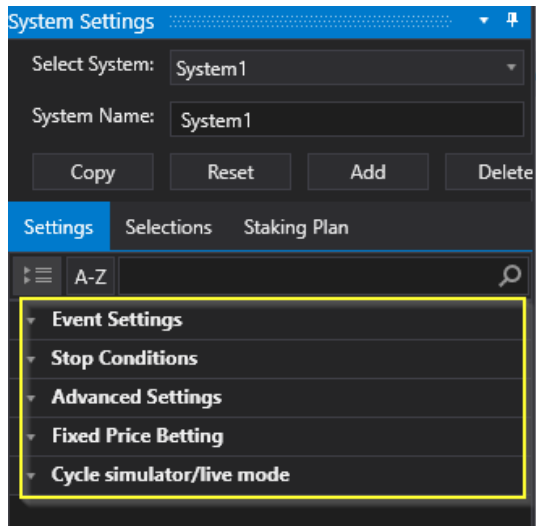 System Settings
Select System: System1
System Name: System1
Copy Reset Add Delete
Settings Selections Staking Plan
A-Z
Event Settings
Stop Conditions
Advanced Settings
Fixed Price Betting
Cycle simulator/live mode